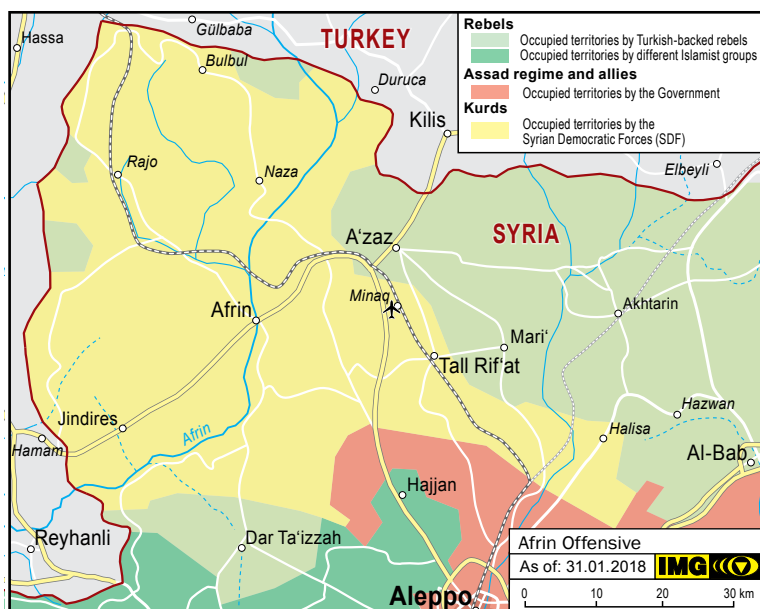 Hassa
Gülbaba
TURKEY
Bulbul
Duruca
Kilis
Rebels
Occupied territories by Turkish-backed rebels
Occupied territories by different Islamist groups
Assad regime and allies
Occupied territories by the Government
Kurds
Occupied territories by the
Syrian Democratic Forces (SDF)
Elbeyli
Rajo
Naza
A‘zaz
SYRIA
Minaq
Afrin
Akhtarin
Mari‘
Tall Rif‘at
Jindires
Afrin
Hamam
Hazwan
Halisa
Al-Bab
Hajjan
Reyhanli
Dar Ta‘izzah
Aleppo
Afrin Offensive
As of: 31.01.2018
IMG
0 10 20 30 km